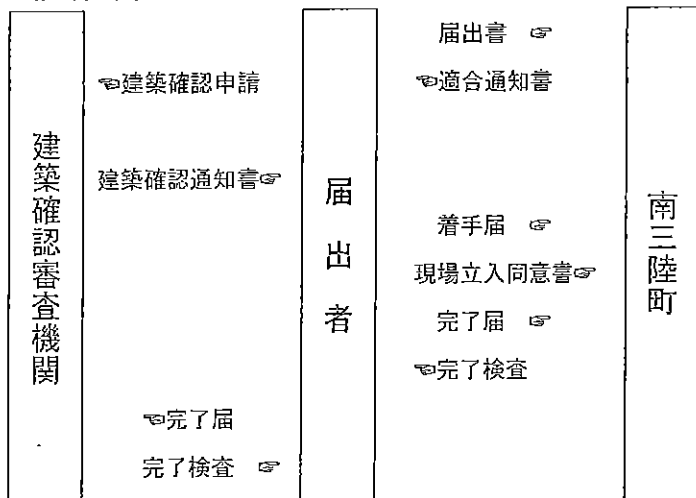 届出書 ☞
☜建築確認申請
☜適合通知書
建築確認通知書☞
建築確認審査機関
届出者
南三陸町
着手届 ☞
現場立入同意書☞
完了届 ☞
☜完了検査
☜完了届
完了検査 ☞